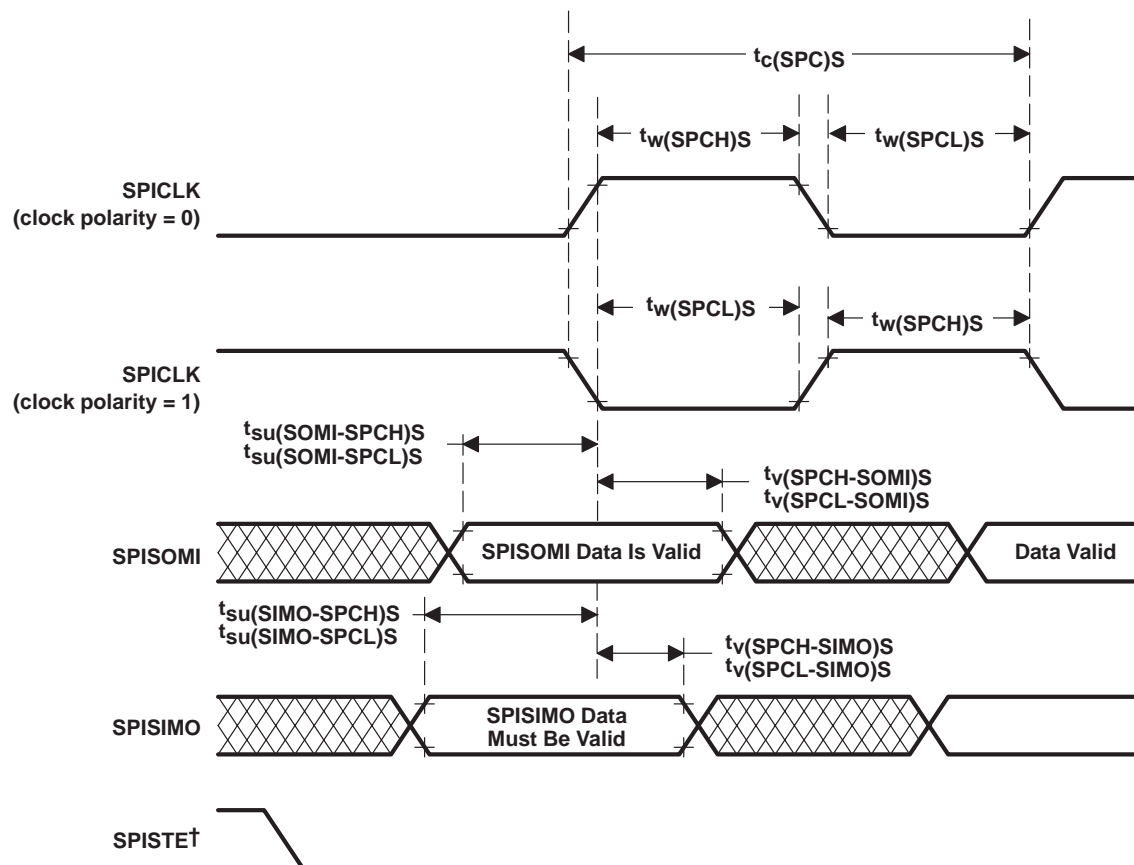 tc(SPC)S
tw(SPCH)S
tw(SPCL)S
SPICLK
(clock polarity = 0)
tw(SPCL)S
tw(SPCH)S
SPICLK
(clock polarity = 1)
tsu(SOMI-SPCH)S
tsu(SOMI-SPCL)S
tv(SPCH-SOMI)S
tv(SPCL-SOMI)S
SPISOMI
SPISOMI Data Is Valid
Data Valid
tsu(SIMO-SPCH)S
tsu(SIMO-SPCL)S
tv(SPCH-SIMO)S
tv(SPCL-SIMO)S
SPISIMO
SPISIMO Data
Must Be Valid
SPISTE†